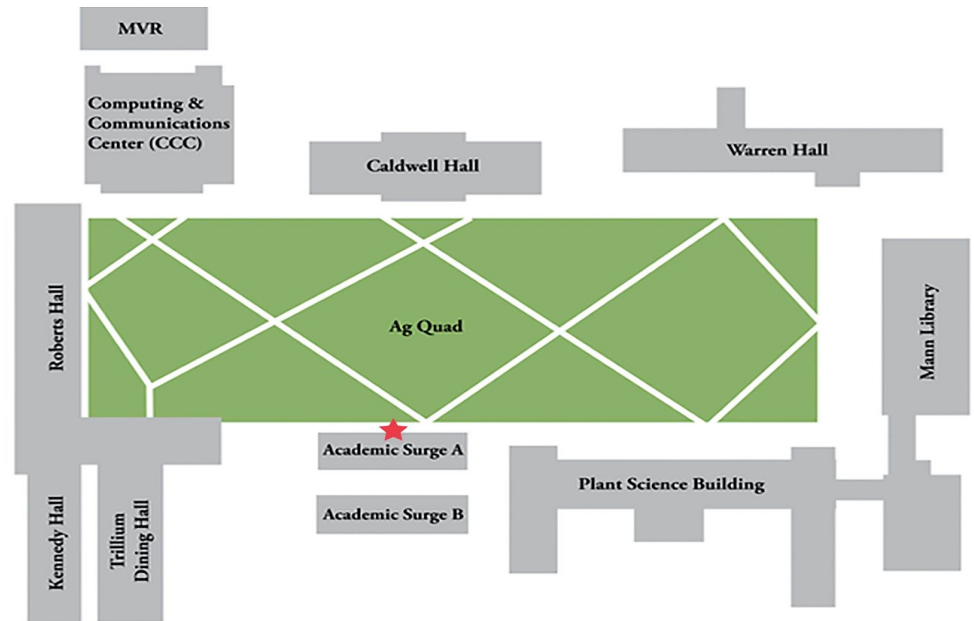 MVR
Computing &
Communications
Center (CCC)
Caldwell Hall
Warren Hall
Roberts Hall
Ag Quad
Mann Library
Academic Surge A
Academic Surge B
Plant Science Building
Kennedy Hall
Trillium
Dining Hall